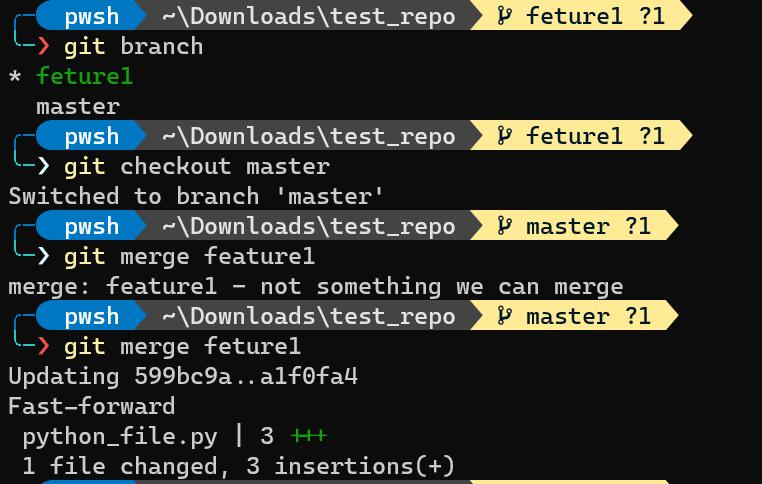 pwsh ~\Downloads\test_repo feture1 ?1
❯ git branch
* feture1
master
pwsh ~\Downloads\test_repo feture1 ?1
❯ git checkout master
Switched to branch 'master'
pwsh ~\Downloads\test_repo master ?1
❯ git merge feature1
merge: feature1 - not something we can merge
pwsh ~\Downloads\test_repo master ?1
❯ git merge feture1
Updating 599bc9a..a1f0fa4
Fast-forward
python_file.py | 3 +++
1 file changed, 3 insertions(+)